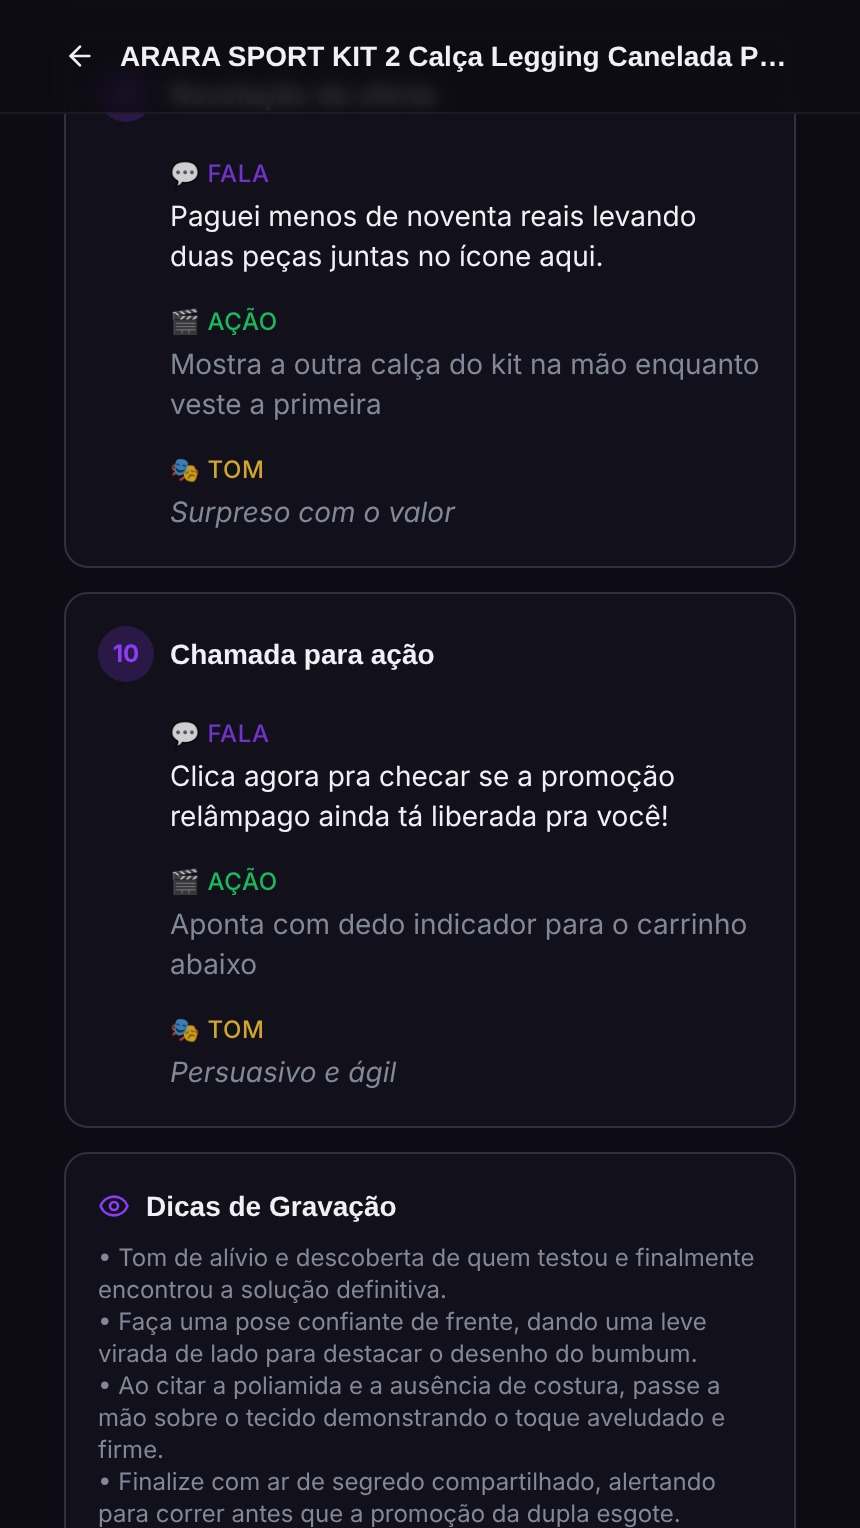 ARARA SPORT KIT 2 Calça Legging Canelada P...
💬 FALA
Paguei menos de noventa reais levando
duas peças juntas no ícone aqui.
🎬 AÇÃO
Mostra a outra calça do kit na mão enquanto
veste a primeira
🎭 TOM
Surpreso com o valor
10 Chamada para ação
💬 FALA
Clica agora pra checar se a promoção
relâmpago ainda tá liberada pra você!
🎬 AÇÃO
Aponta com dedo indicador para o carrinho
abaixo
🎭 TOM
Persuasivo e ágil
Dicas de Gravação
• Tom de alívio e descoberta de quem testou e finalmente
encontrou a solução definitiva.
• Faça uma pose confiante de frente, dando uma leve
virada de lado para destacar o desenho do bumbum.
• Ao citar a poliamida e a ausência de costura, passe a
mão sobre o tecido demonstrando o toque aveludado e
firme.
• Finalize com ar de segredo compartilhado, alertando
para correr antes que a promoção da dupla esgote.